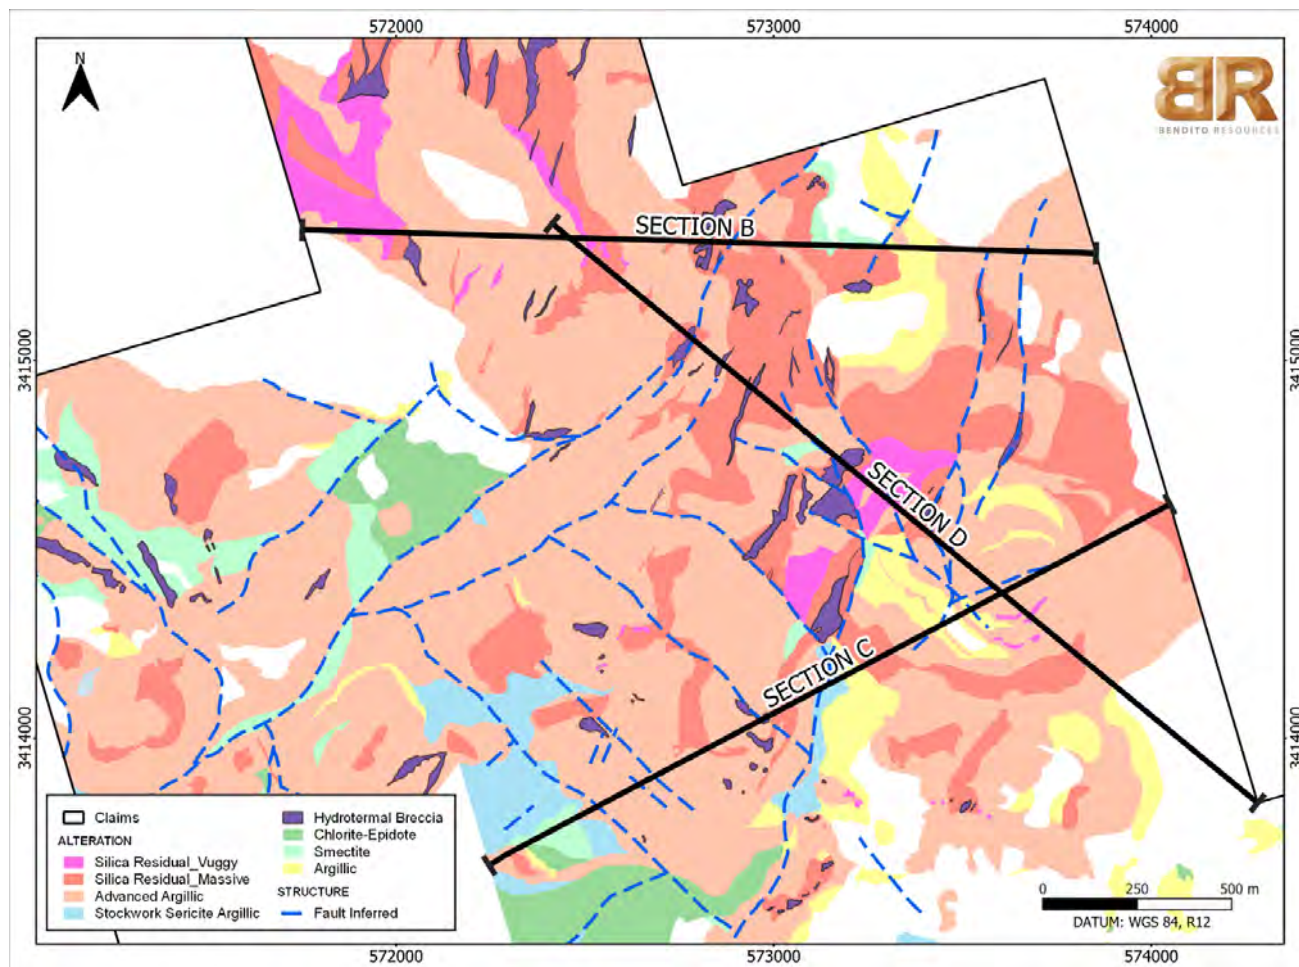 572000 573000 574000
N
BR
BENDITO RESOURCES
SECTION B
3415000 3415000
SECTION D
SECTION C
3414000 3414000
Claims
ALTERATION
Silica Residual_Vuggy
Silica Residual_Massive
Advanced Argillic
Stockwork Sericite Argillic
Hydrotermal Breccia
Chlorite-Epidote
Smectite
Argillic
STRUCTURE
Fault Inferred
0 250 500 m
DATUM: WGS 84, R12
572000 573000 574000